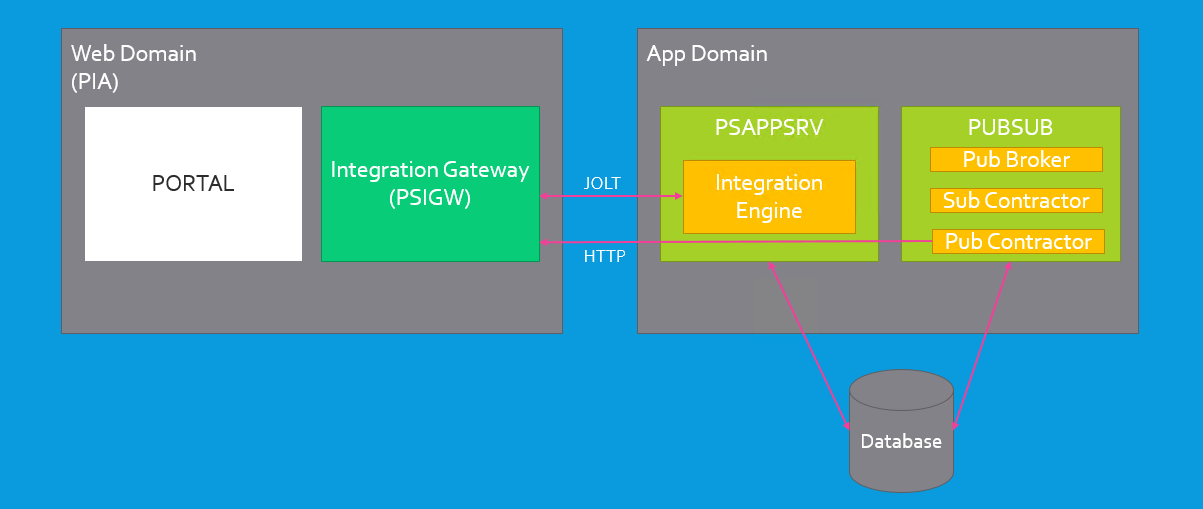 Web Domain
(PIA)
PORTAL
Integration Gateway
(PSIGW)
JOLT
HTTP
App Domain
PSAPPSRV
Integration
Engine
PUBSUB
Pub Broker
Sub Contractor
Pub Contractor
Database